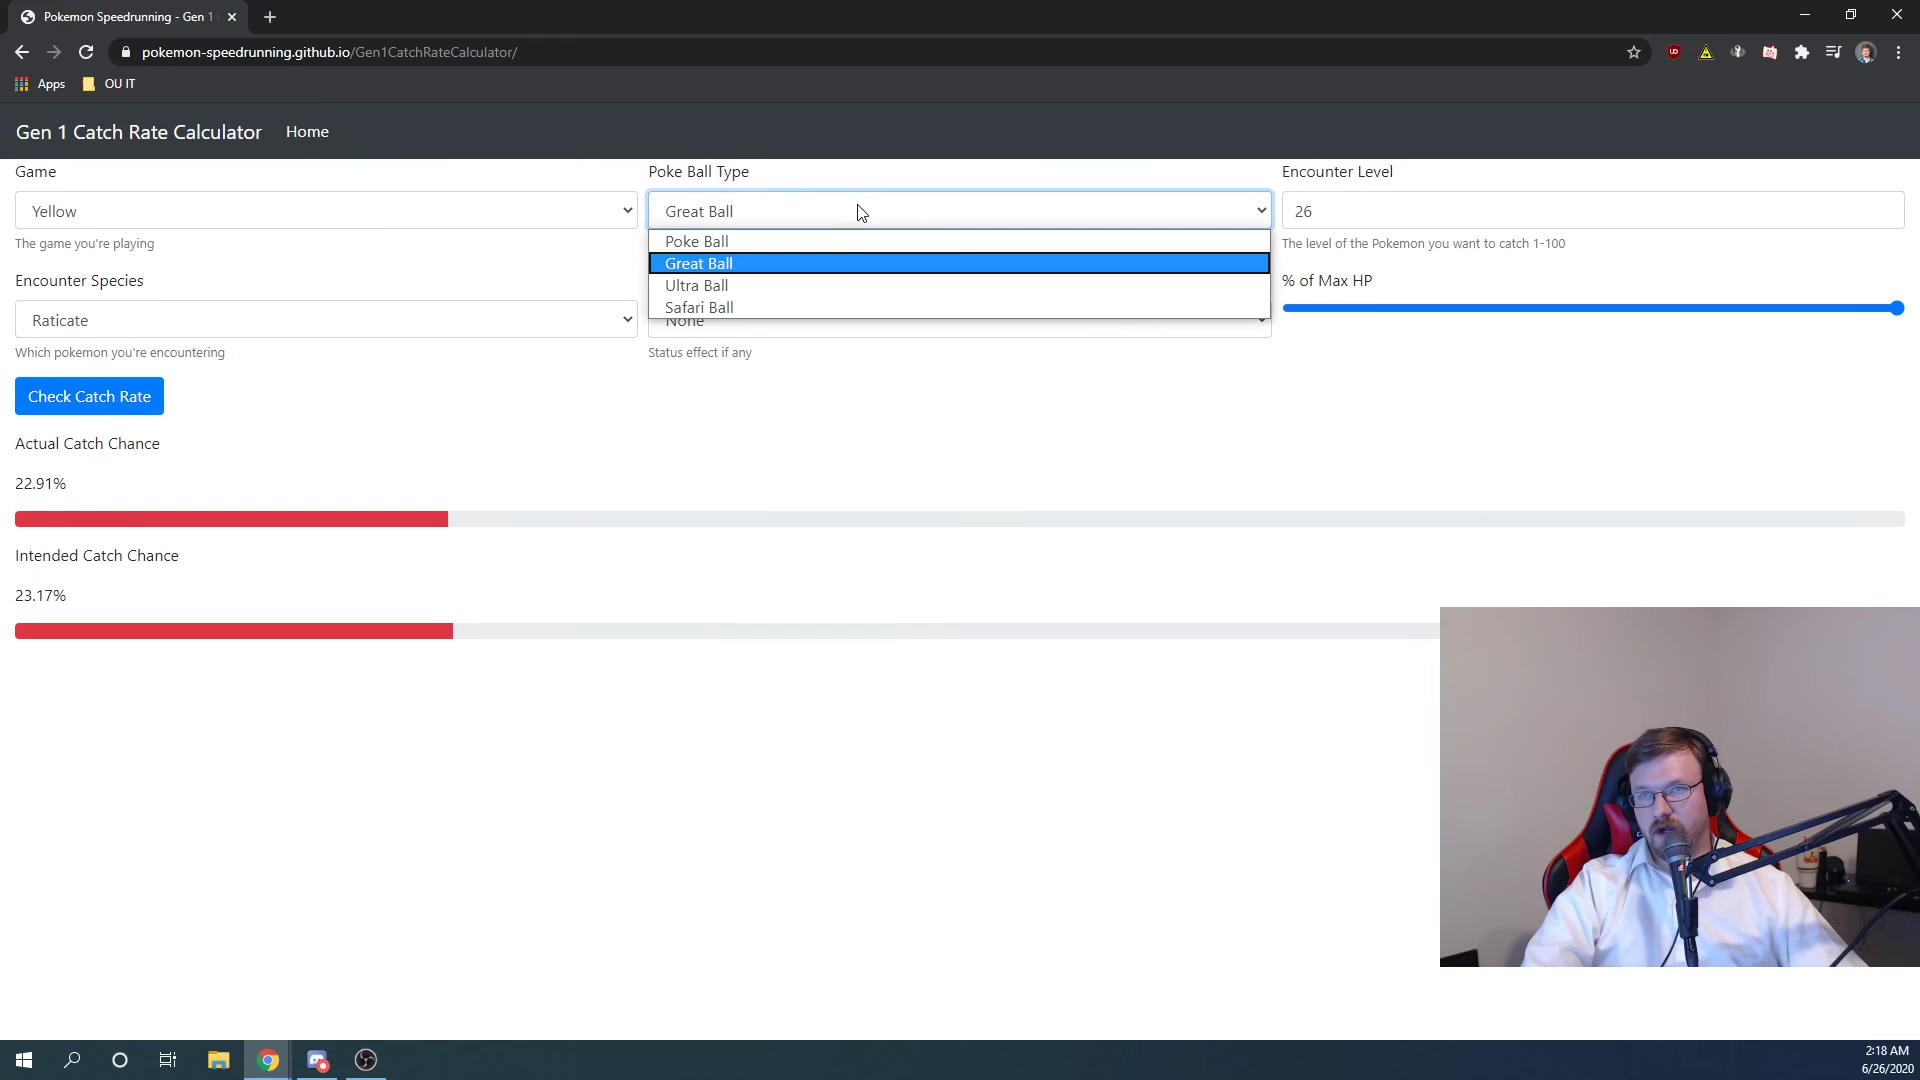 Pokemon Speedrunning - Gen 1
pokemon-speedrunning.github.io/Gen1CatchRateCalculator/
Apps
OU IT
Gen 1 Catch Rate Calculator
Home
Game
Yellow
The game you're playing
Poke Ball Type
Great Ball
Poke Ball
Great Ball
Ultra Ball
Safari Ball
Encounter Level
26
The level of the Pokemon you want to catch 1-100
Encounter Species
Raticate
Which pokemon you're encountering
None
Status effect if any
% of Max HP
Check Catch Rate
Actual Catch Chance
22.91%
Intended Catch Chance
23.17%
2:18 AM
6/26/2020